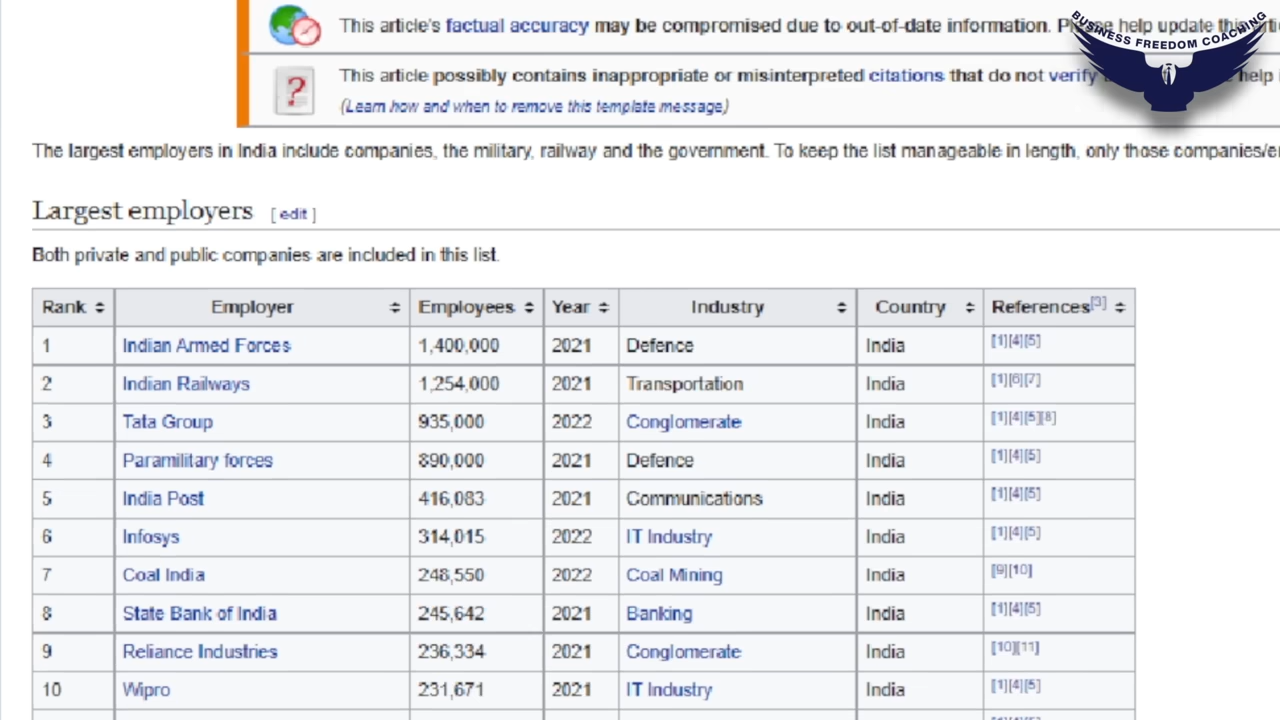 This article's factual accuracy may be compromised due to out-of-date information. help update this
BUSINESS FREEDOM COACHING
This article possibly contains inappropriate or misinterpreted citations that do not verify help
(Learn how and when to remove this template message)
The largest employers in India include companies, the military, railway and the government. To keep the list manageable in length, only those
Largest employers [ edit ]
Both private and public companies are included in this list.
Rank Employer Employees Year Industry Country References[3]
1 Indian Armed Forces 1,400,000 2021 Defence India [1][4][5]
2 Indian Railways 1,254,000 2021 Transportation India [1][6][7]
3 Tata Group 935,000 2022 Conglomerate India [1][4][5][8]
4 Paramilitary forces 890,000 2021 Defence India [1][4][5]
5 India Post 416,083 2021 Communications India [1][4][5]
6 Infosys 314,015 2022 IT Industry India [1][4][5]
7 Coal India 248,550 2022 Coal Mining India [9][10]
8 State Bank of India 245,642 2021 Banking India [1][4][5]
9 Reliance Industries 236,334 2021 Conglomerate India [10][11]
10 Wipro 231,671 2021 IT Industry India [1][4][5]